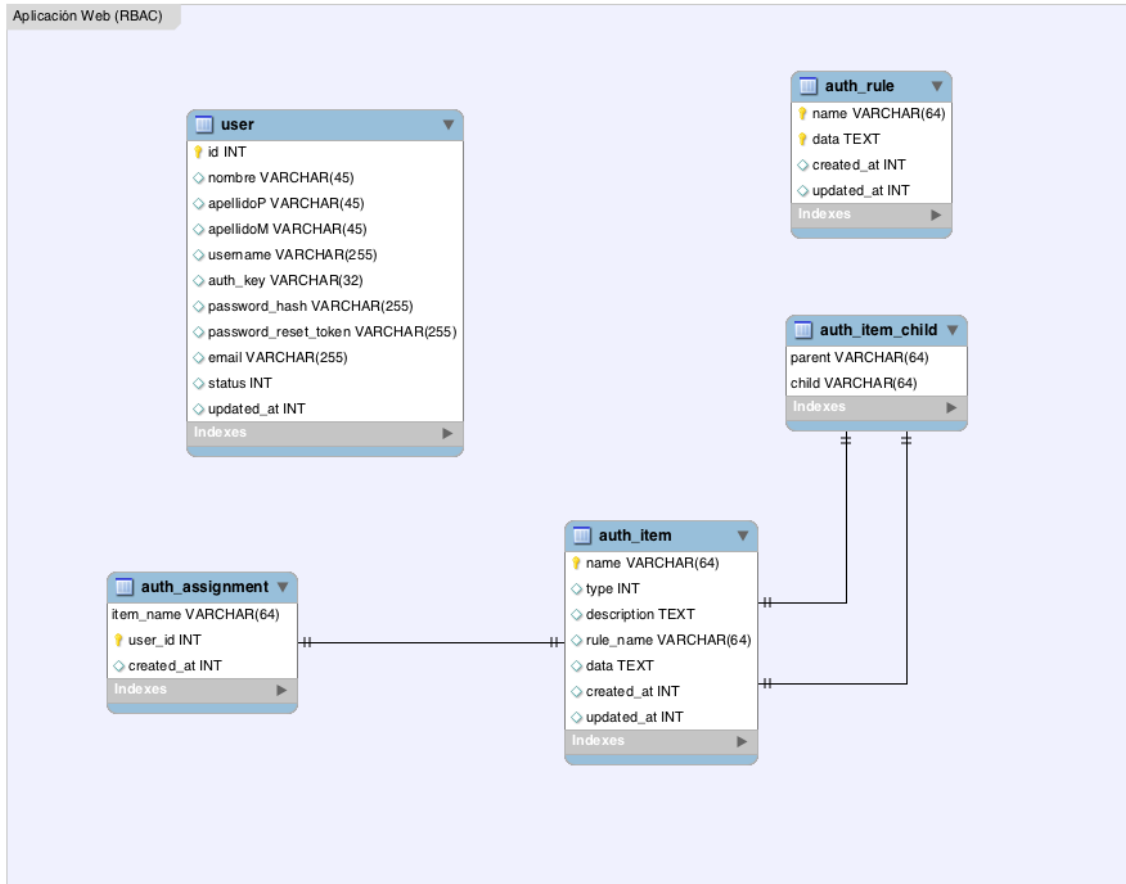 Aplicación Web (RBAC)
user
id INT
nombre VARCHAR(45)
apellidoP VARCHAR(45)
apellidoM VARCHAR(45)
username VARCHAR(255)
auth_key VARCHAR(32)
password_hash VARCHAR(255)
password_reset_token VARCHAR(255)
email VARCHAR(255)
status INT
updated_at INT
Indexes
auth_rule
name VARCHAR(64)
data TEXT
created_at INT
updated_at INT
Indexes
auth_item_child
parent VARCHAR(64)
child VARCHAR(64)
Indexes
auth_assignment
item_name VARCHAR(64)
user_id INT
created_at INT
Indexes
auth_item
name VARCHAR(64)
type INT
description TEXT
rule_name VARCHAR(64)
data TEXT
created_at INT
updated_at INT
Indexes